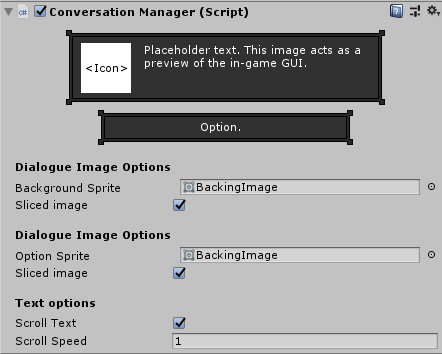 Conversation Manager (Script)
<Icon>
Placeholder text. This image acts as a
preview of the in-game GUI.
Option.
Dialogue Image Options
Background Sprite
BackingImage
Sliced image
Dialogue Image Options
Option Sprite
BackingImage
Sliced image
Text options
Scroll Text
Scroll Speed
1